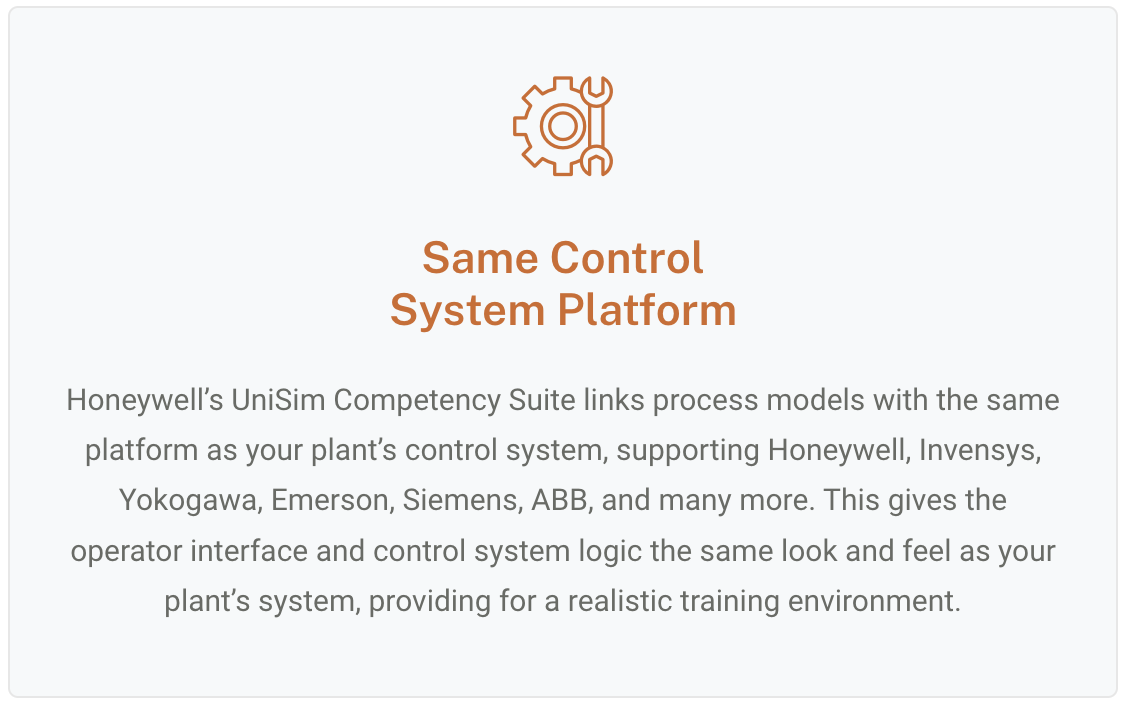 Same Control
System Platform
Honeywell’s UniSim Competency Suite links process models with the same
platform as your plant’s control system, supporting Honeywell, Invensys,
Yokogawa, Emerson, Siemens, ABB, and many more. This gives the
operator interface and control system logic the same look and feel as your
plant’s system, providing for a realistic training environment.